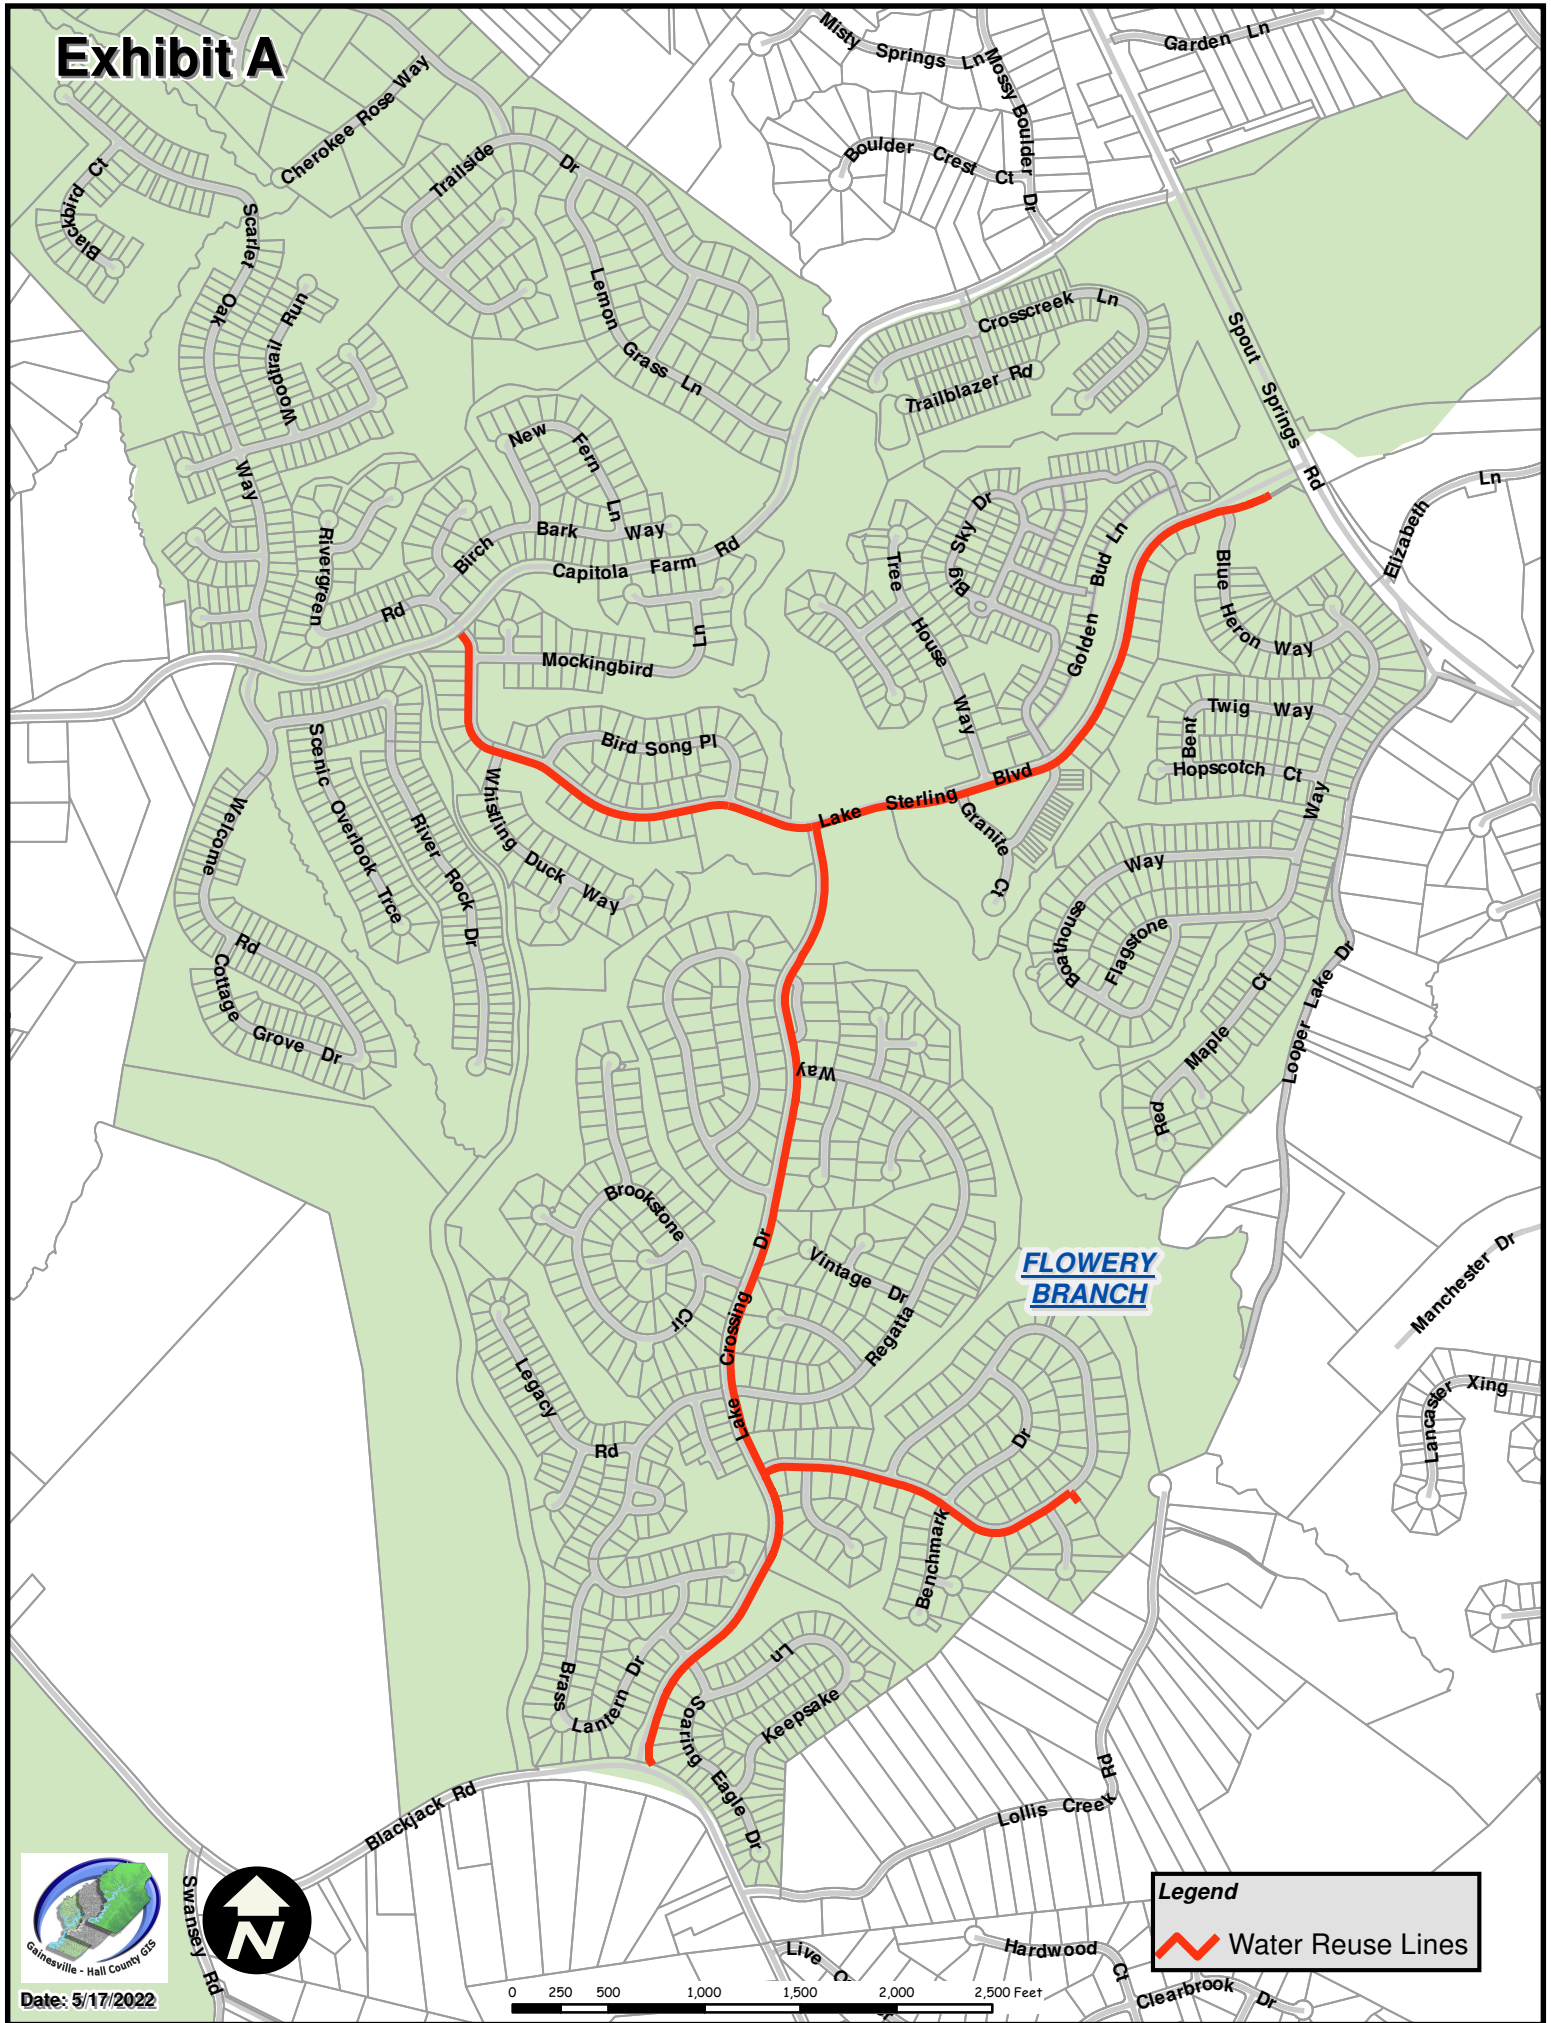 Exhibit A
Misty Springs Ln
Mossy Boulder Dr
Garden Ln
Cherokee Rose Way
Boulder Crest Ct
Trailside Dr
Blackbird Ct
Scarlet Oak Way
Woodtrail Run
Lemon Grass Ln
Crosscreek Ln
Trailblazer Rd
Spout Springs Rd
New Fern Ln
Birch Bark Way
Rivergreen Rd
Capitola Farm Rd
Big Sky Dr
Tree House Way
Golden Bud Ln
Elizabeth Ln
Blue Heron Way
Mockingbird Ln
Bent Twig Way
Hopscotch Ct
Bird Song Pl
Scenic Overlook Trce
River Rock Dr
Whistling Duck Way
Welcome Rd
Lake Sterling Blvd
Granite Ct
Way
Boathouse Way
Flagstone
Cottage Grove Dr
Red Maple Ct
Looper Lake Dr
Way
Brookstone Cir
Vintage Dr
Regatta
FLOWERY
BRANCH
Manchester Dr
Lake Crossing Dr
Legacy Rd
Lancaster Xing
Benchmark Dr
Brass Lantern Dr
Soaring Eagle Dr
Keepsake Ln
Blackjack Rd
Lollis Creek Rd
Swansey Rd
Live O
Hardwood Ct
Clearbrook Dr
Legend
Water Reuse Lines
Gainesville - Hall County GIS
Date: 5/17/2022
N
0 250 500 1,000 1,500 2,000 2,500 Feet